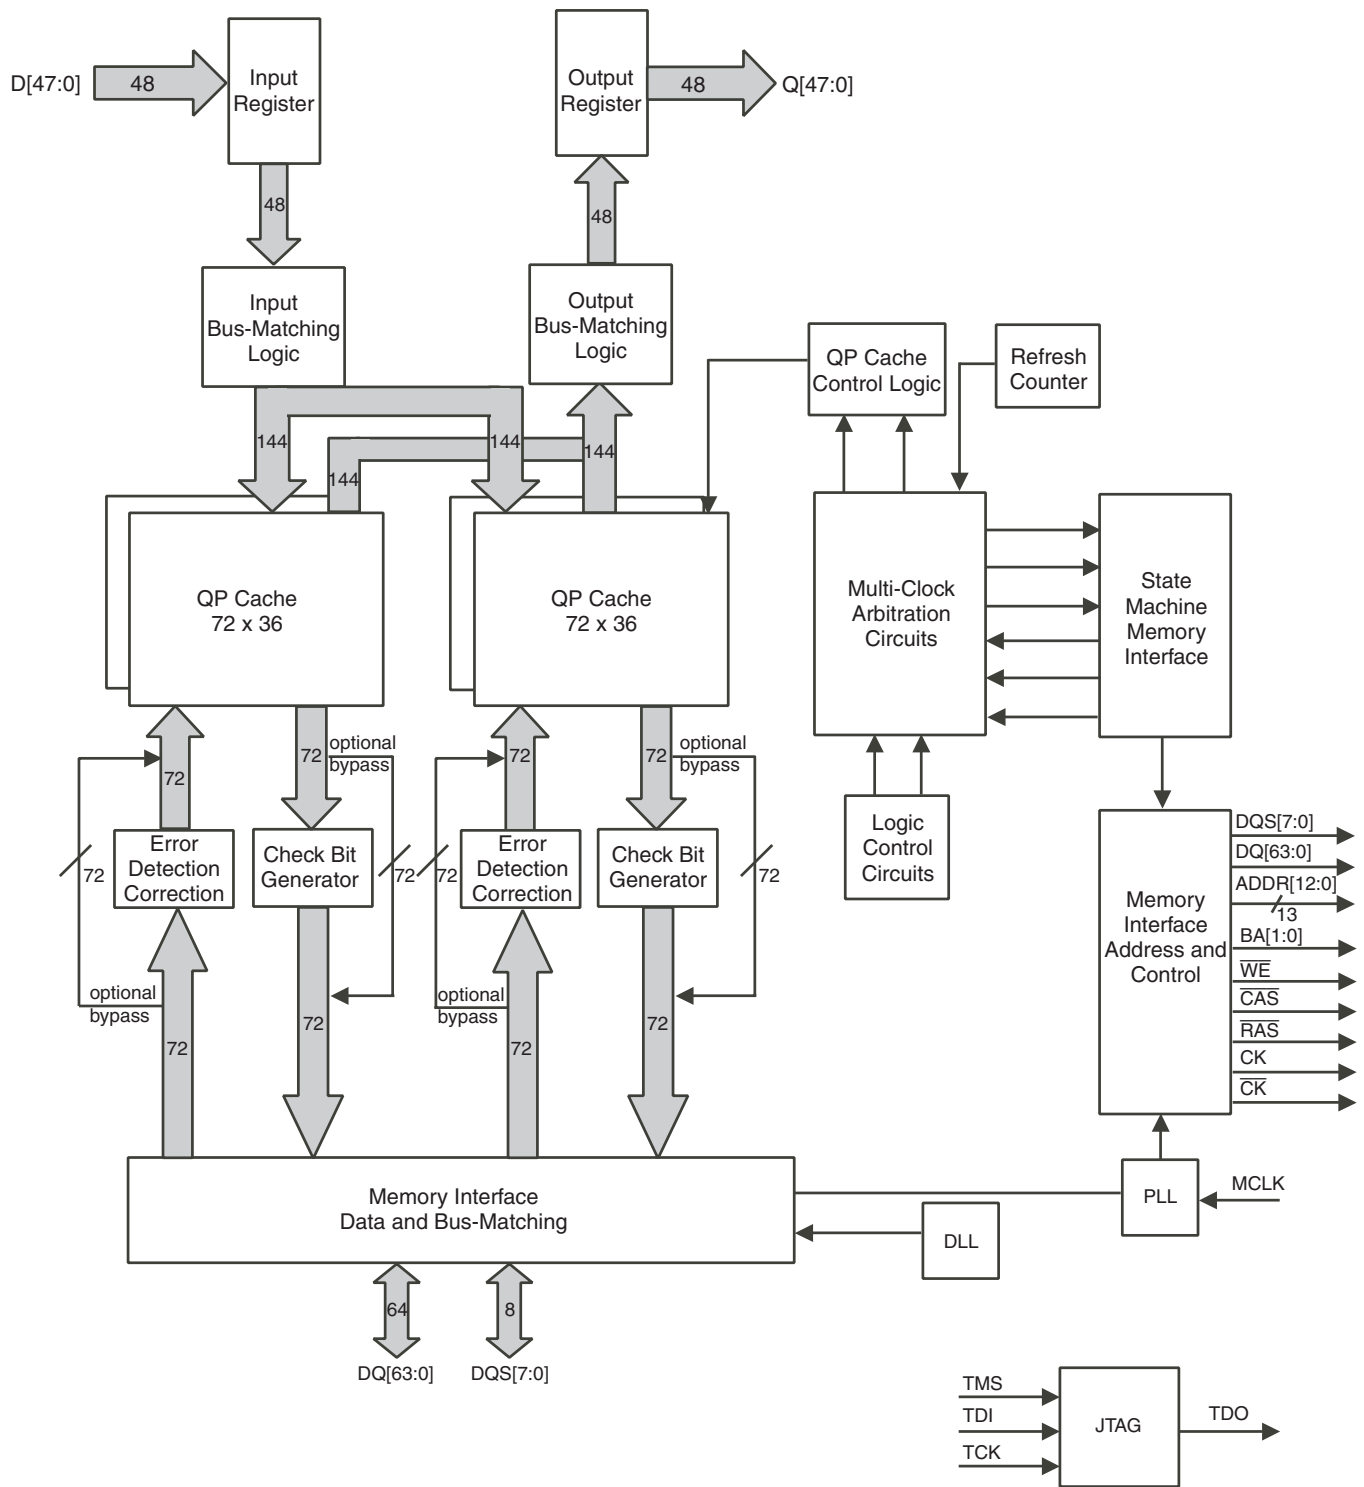 D[47:0]
48
Input
Register
Output
Register
48
Q[47:0]
48
48
Input
Bus-Matching
Logic
Output
Bus-Matching
Logic
QP Cache
Control Logic
Refresh
Counter
144
144
144
144
QP Cache
72 x 36
QP Cache
72 x 36
Multi-Clock
Arbitration
Circuits
State
Machine
Memory
Interface
72
72
optional
bypass
72
72
optional
bypass
72
Error
Detection
Correction
Check Bit
Generator
72
72
Error
Detection
Correction
Check Bit
Generator
72
Logic
Control
Circuits
Memory
Interface
Address and
Control
DQS[7:0]
DQ[63:0]
ADDR[12:0]
13
BA[1:0]
W̅E̅
C̅A̅S̅
R̅A̅S̅
CK
C̅K̅
optional
bypass
72
72
optional
bypass
72
72
Memory Interface
Data and Bus-Matching
PLL
MCLK
DLL
64
8
DQ[63:0]
DQS[7:0]
TMS
TDI
TCK
JTAG
TDO